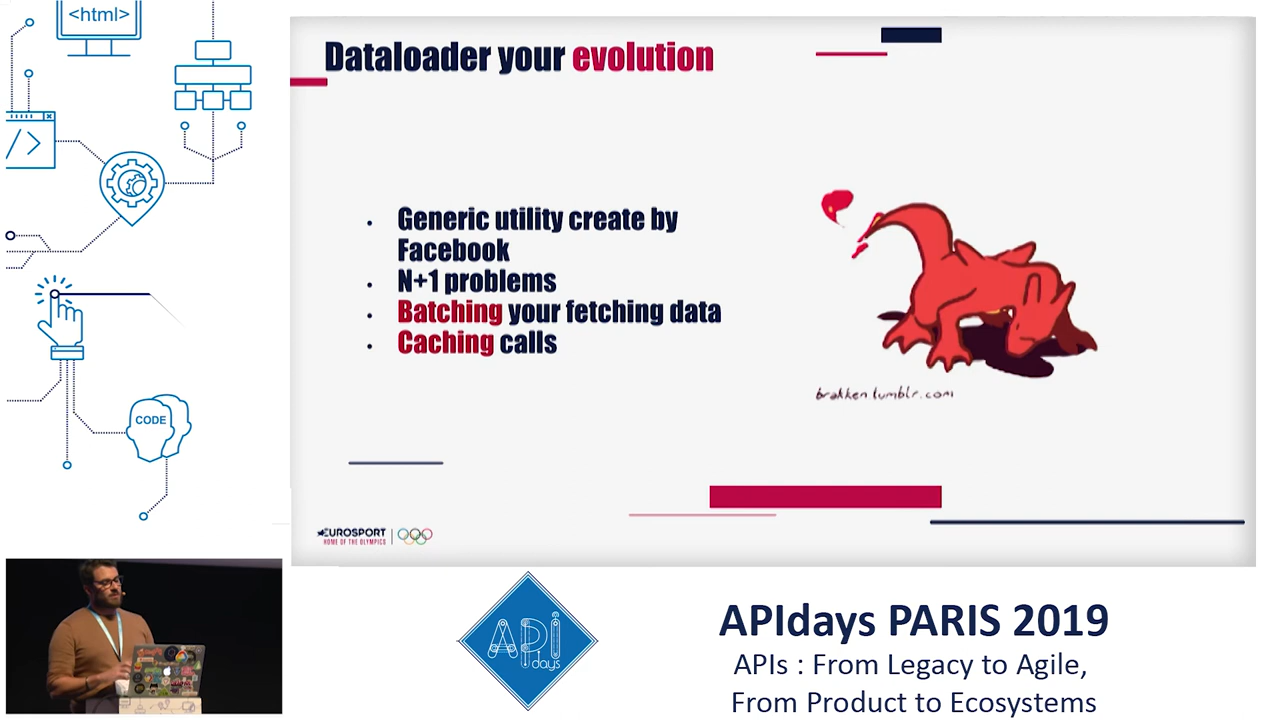 <html>
Dataloader your evolution
/>
Generic utility create by
Facebook
N+1 problems
Batching your fetching data
Caching calls
brakken.tumblr.com
CODE
EUROSPORT
HOME OF THE OLYMPICS
API
days
APIdays PARIS 2019
APIs : From Legacy to Agile,
From Product to Ecosystems